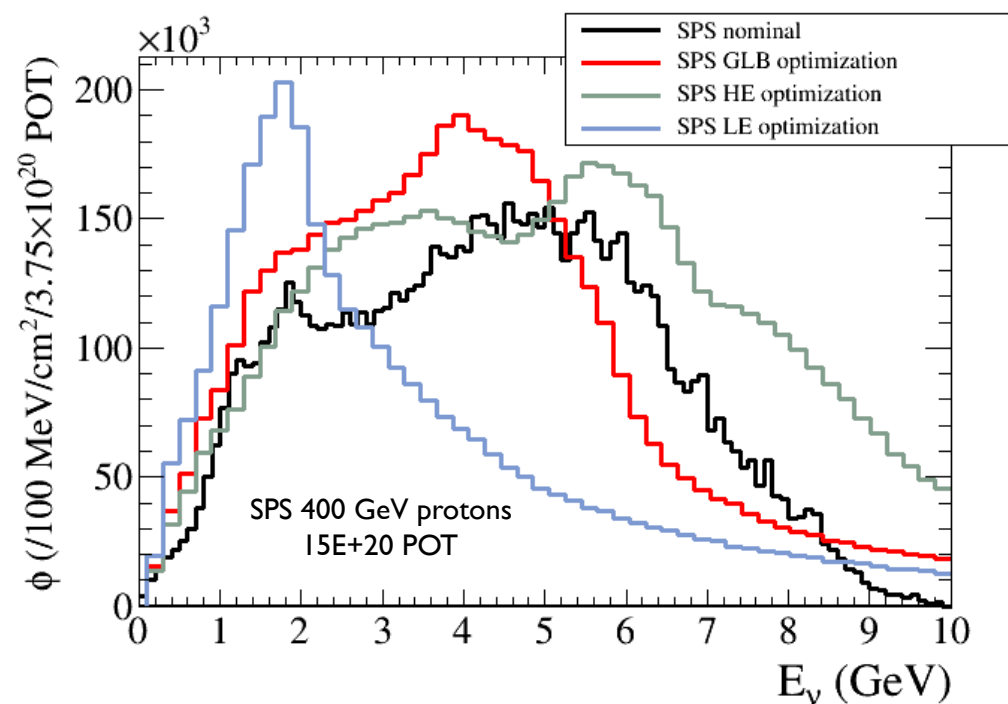 ×10³
SPS nominal
SPS GLB optimization
SPS HE optimization
SPS LE optimization
200
150
100
50
0
ϕ (/100 MeV/cm²/3.75×10²⁰ POT)
SPS 400 GeV protons
15E+20 POT
0 1 2 3 4 5 6 7 8 9 10
Eᵥ (GeV)